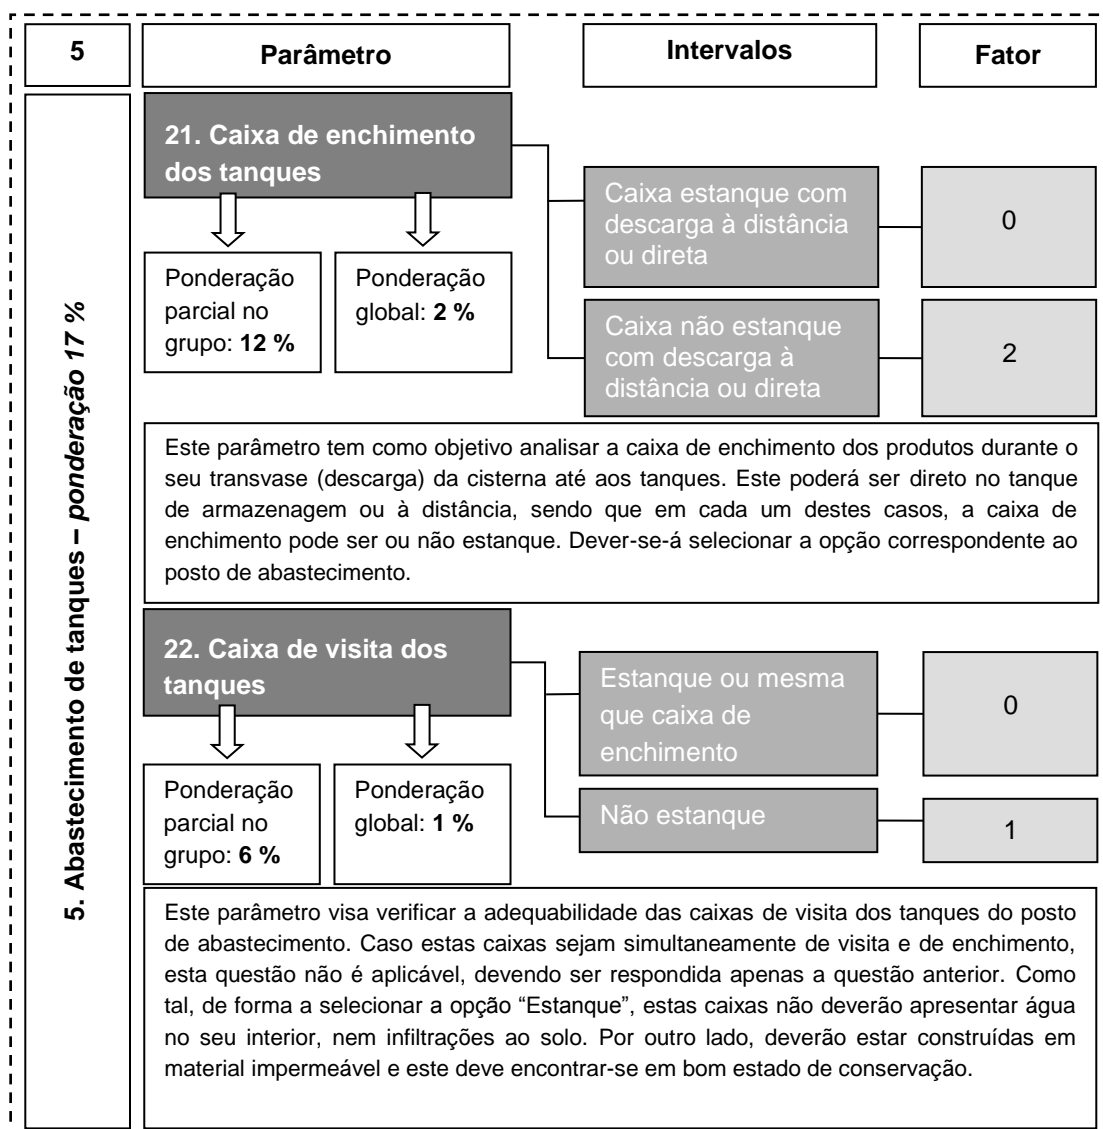 5
Parâmetro
Intervalos
Fator
5. Abastecimento de tanques – ponderação 17 %
21. Caixa de enchimento
dos tanques
Ponderação
parcial no
grupo: 12 %
Ponderação
global: 2 %
Caixa estanque com
descarga à distância
ou direta
0
Caixa não estanque
com descarga à
distância ou direta
2
Este parâmetro tem como objetivo analisar a caixa de enchimento dos produtos durante o
seu transvase (descarga) da cisterna até aos tanques. Este poderá ser direto no tanque
de armazenagem ou à distância, sendo que em cada um destes casos, a caixa de
enchimento pode ser ou não estanque. Dever-se-á selecionar a opção correspondente ao
posto de abastecimento.
22. Caixa de visita dos
tanques
Ponderação
parcial no
grupo: 6 %
Ponderação
global: 1 %
Estanque ou mesma
que caixa de
enchimento
0
Não estanque
1
Este parâmetro visa verificar a adequabilidade das caixas de visita dos tanques do posto
de abastecimento. Caso estas caixas sejam simultaneamente de visita e de enchimento,
esta questão não é aplicável, devendo ser respondida apenas a questão anterior. Como
tal, de forma a selecionar a opção “Estanque”, estas caixas não deverão apresentar água
no seu interior, nem infiltrações ao solo. Por outro lado, deverão estar construídas em
material impermeável e este deve encontrar-se em bom estado de conservação.